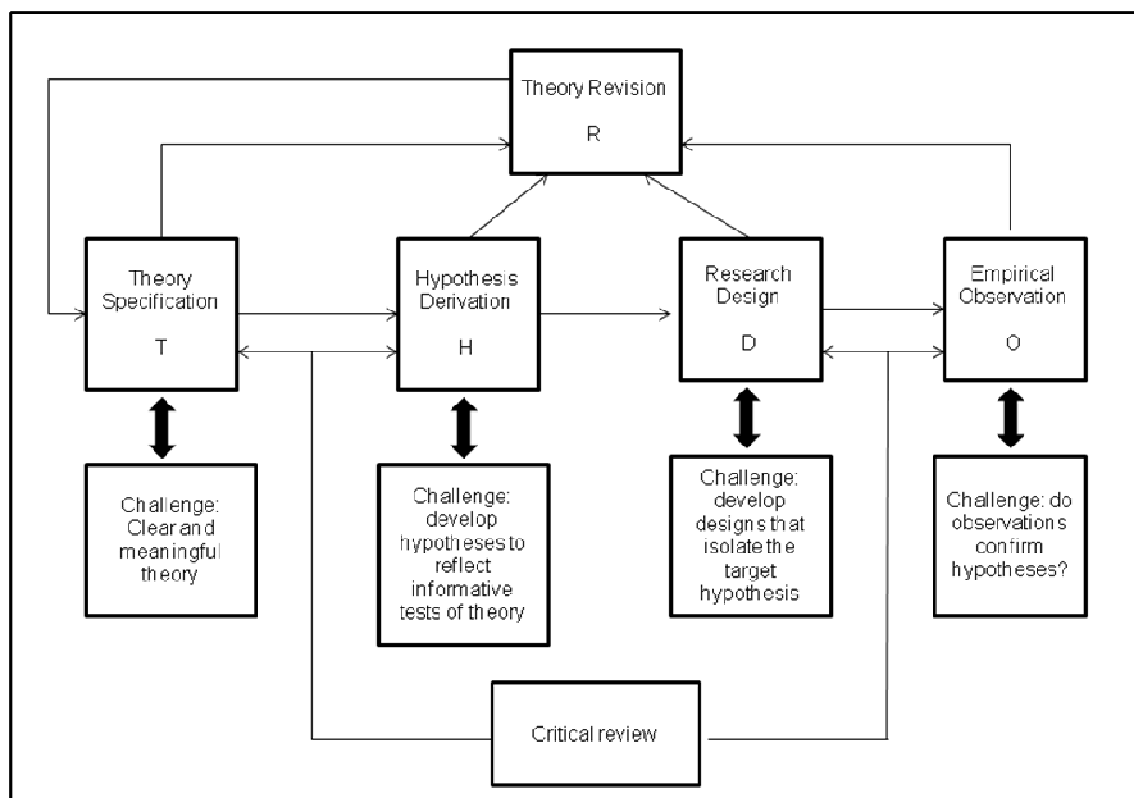 Theory Revision
R
Theory
Specification
T
Hypothesis
Derivation
H
Research
Design
D
Empirical
Observation
O
Challenge:
Clear and
meaningful
theory
Challenge:
develop
hypotheses to
reflect
informative
tests of theory
Challenge:
develop
designs that
isolate the
target
hypothesis
Challenge: do
observations
confirm
hypotheses?
Critical review